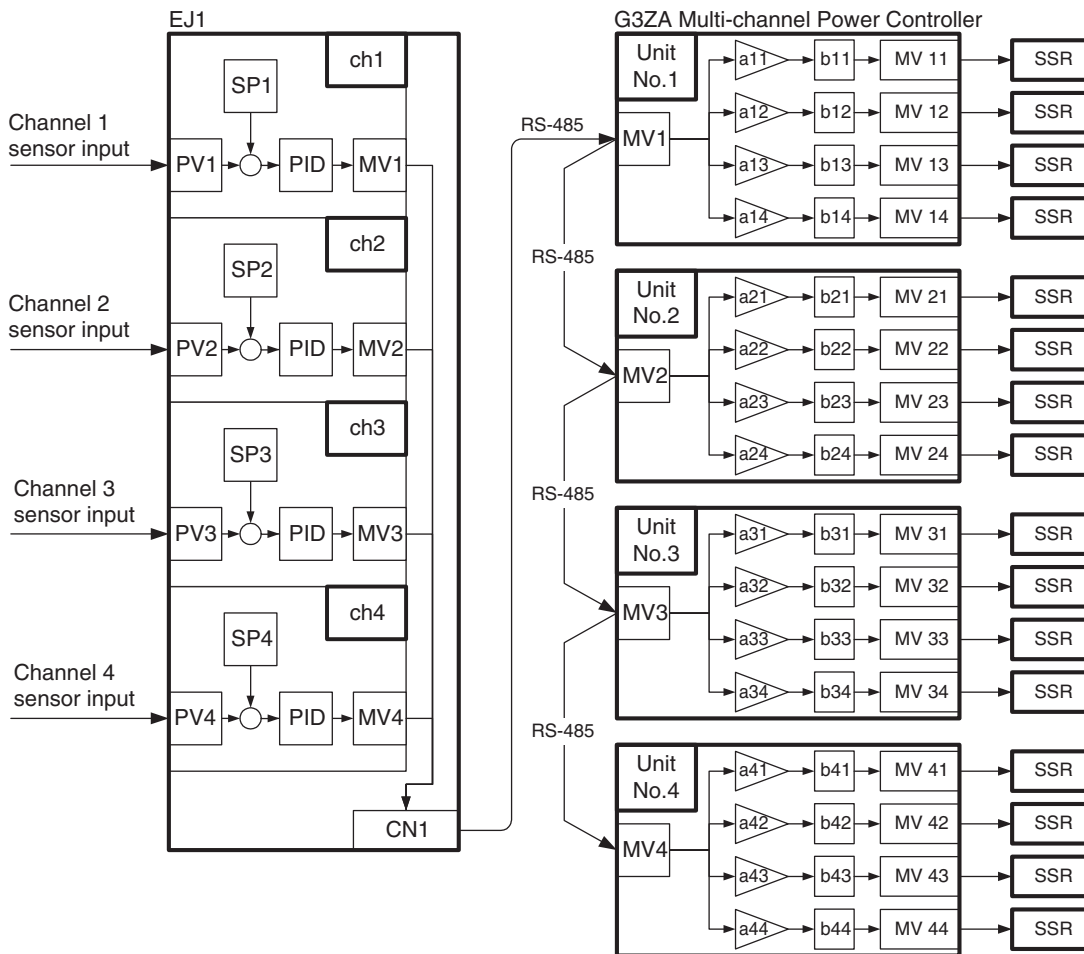 EJ1
ch1
SP1
Channel 1
sensor input
PV1
PID
MV1
ch2
SP2
Channel 2
sensor input
PV2
PID
MV2
ch3
SP3
Channel 3
sensor input
PV3
PID
MV3
ch4
SP4
Channel 4
sensor input
PV4
PID
MV4
CN1
RS-485
RS-485
RS-485
RS-485
G3ZA Multi-channel Power Controller
Unit
No.1
MV1
a11 b11 MV 11 SSR
a12 b12 MV 12 SSR
a13 b13 MV 13 SSR
a14 b14 MV 14 SSR
Unit
No.2
MV2
a21 b21 MV 21 SSR
a22 b22 MV 22 SSR
a23 b23 MV 23 SSR
a24 b24 MV 24 SSR
Unit
No.3
MV3
a31 b31 MV 31 SSR
a32 b32 MV 32 SSR
a33 b33 MV 33 SSR
a34 b34 MV 34 SSR
Unit
No.4
MV4
a41 b41 MV 41 SSR
a42 b42 MV 42 SSR
a43 b43 MV 43 SSR
a44 b44 MV 44 SSR